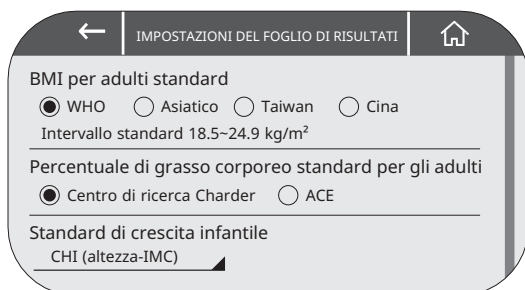 IMPOSTAZIONI DEL FOGLIO DI RISULTATI
BMI per adulti standard
WHO Asiatico Taiwan Cina
Intervallo standard 18.5~24.9 kg/m²
Percentuale di grasso corporeo standard per gli adulti
Centro di ricerca Charder ACE
Standard di crescita infantile
CHI (altezza-IMC)